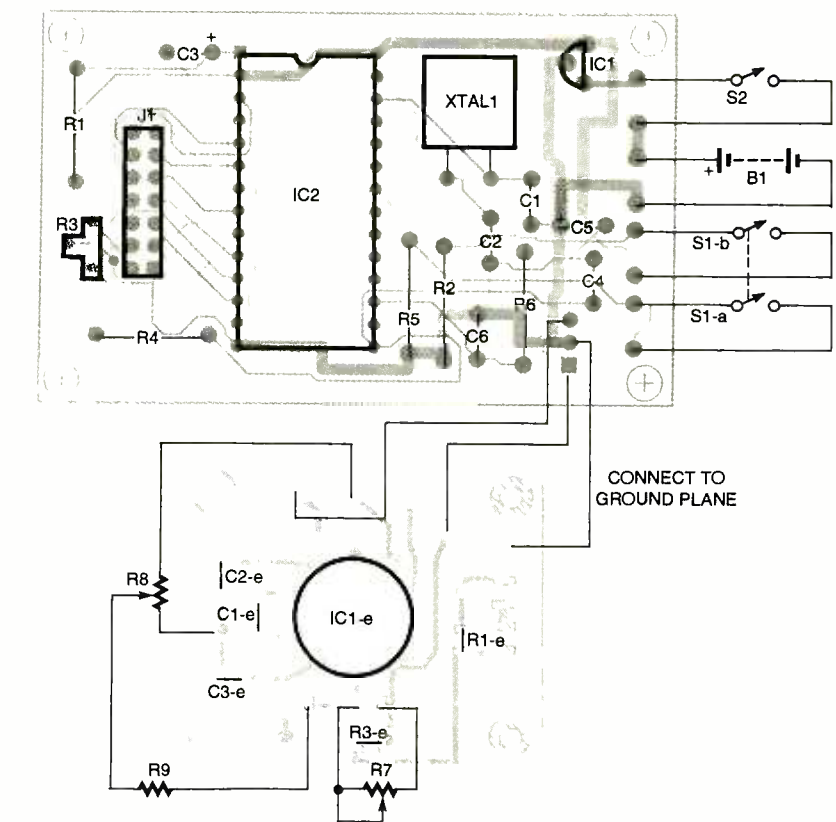 C3 +
IC1
XTAL1
S2
R1
J1
IC2
+ B1
C1
R3
C5
C2
S1-b
C4
R2
R6
R5
S1-a
C6
R4
CONNECT TO
GROUND PLANE
R8
C2-e
C1-e
IC1-e
R1-e
C3-e
R3-e
R9
R7